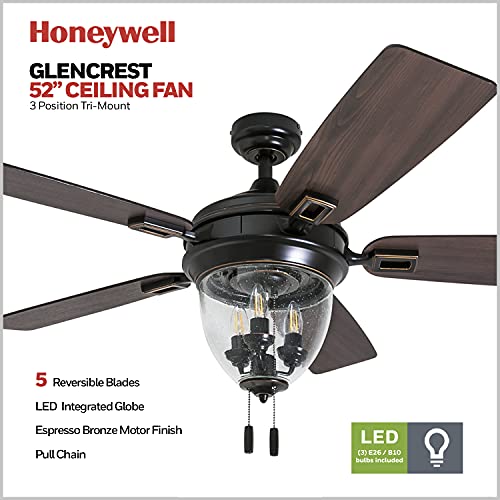 Honeywell
GLENCREST
52” CEILING FAN
3 Position Tri-Mount
5 Reversible Blades
LED Integrated Globe
Espresso Bronze Motor Finish
Pull Chain
LED
(3) E26 / B10
bulbs included